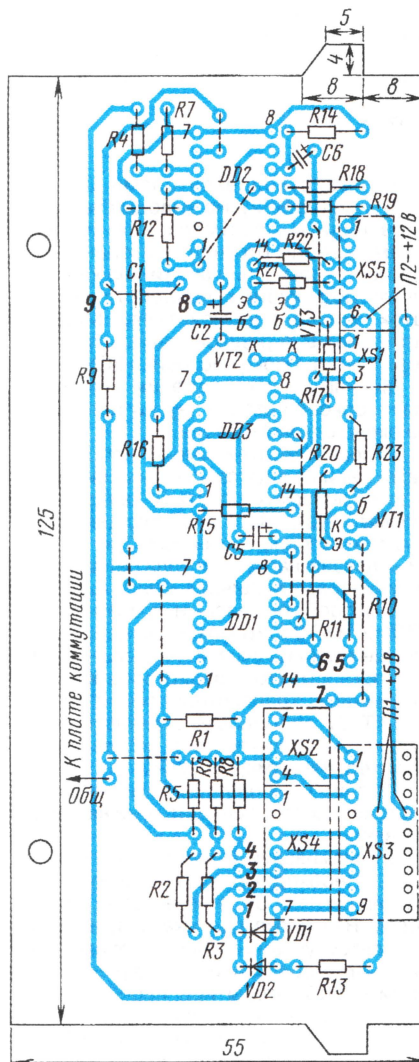 5
4
8
8
R4
R7
7
8
R14
C6
DD2
R18
R19
R12
1
1
R22
14
XS5
R21
C1
9
8
C2
э
б
э
б
VT3
6
П2-+12В
1
XS1
VT2
к
к
3
R9
7
8
R17
DD3
R16
R20
R23
1
14
R15
б
к
э
VT1
C5
125
7
8
DD1
R11
R10
6 5
1
14
7
П1 +5В
К плате коммутации
Общ
R1
1
XS2
4
1
1
R5
R6
R8
XS4
XS3
4
3
R2
2
R3
1
7
9
VD1
VD2
R13
55